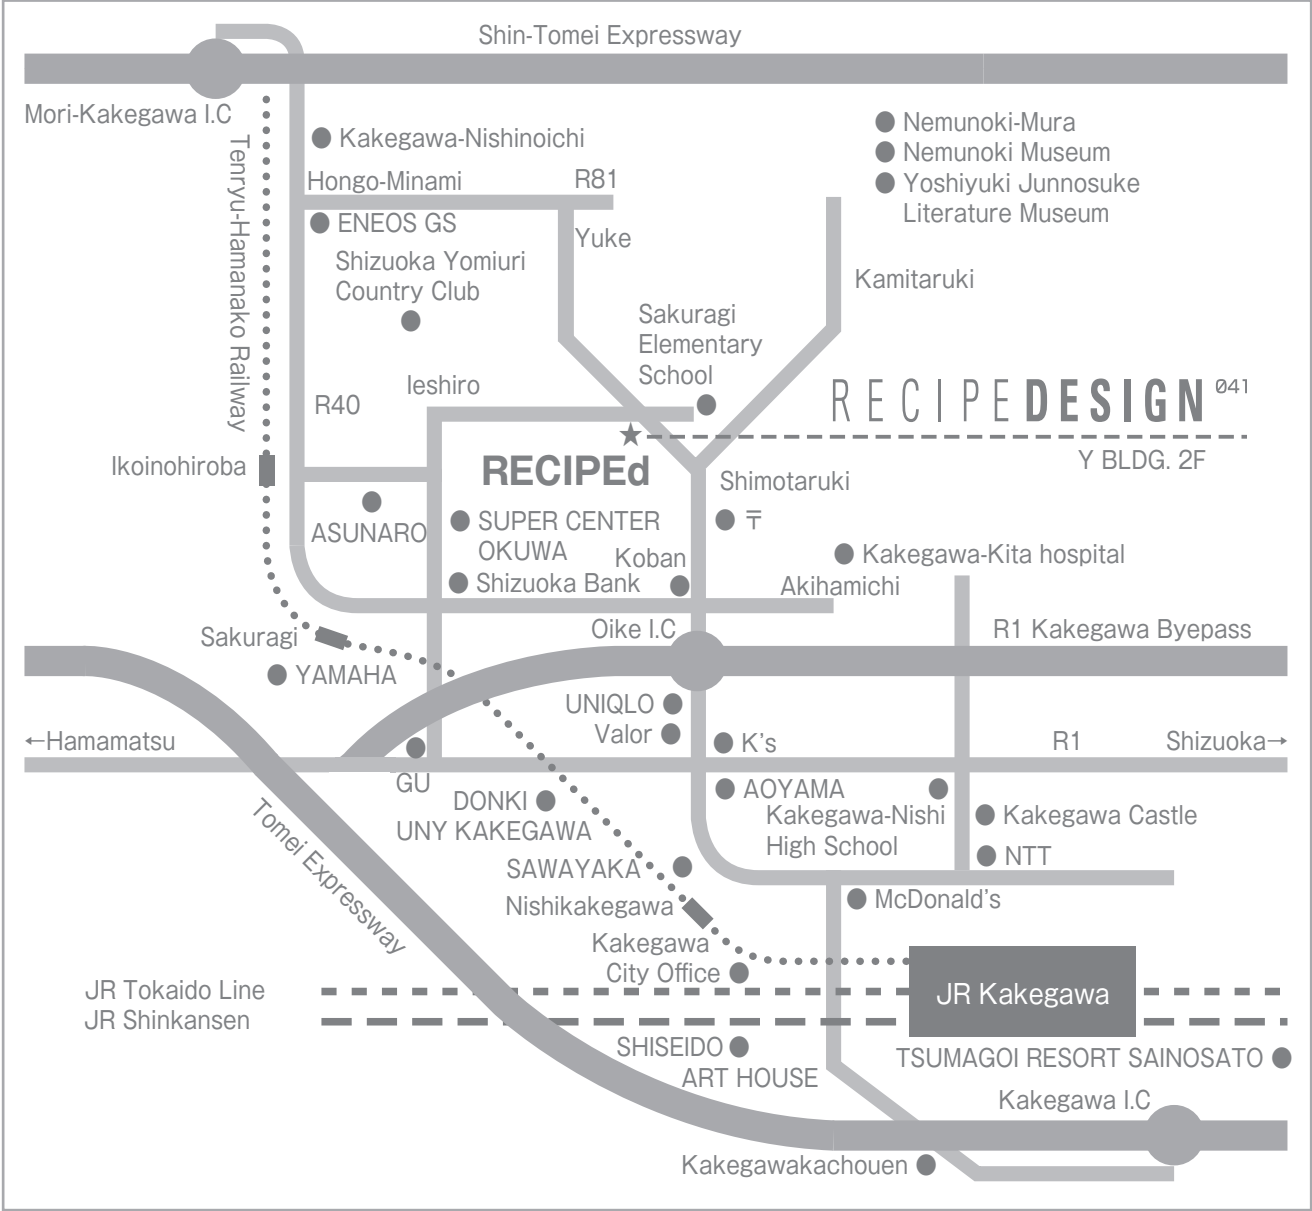 Shin-Tomei Expressway
Mori-Kakegawa I.C
Tenryu-Hamanako Railway
Kakegawa-Nishinoichi
Nemunoki-Mura
Nemunoki Museum
Yoshiyuki Junnosuke
Literature Museum
Hongo-Minami
R81
ENEOS GS
Yuke
Shizuoka Yomiuri
Country Club
Kamitaruki
Sakuragi
Elementary
School
Ieshiro
R40
RECIPEDESIGN 041
Y BLDG. 2F
Ikoinohiroba
RECIPEd
Shimotaruki
ASUNARO
SUPER CENTER
OKUWA
〒
Koban
Kakegawa-Kita hospital
Shizuoka Bank
Akihamichi
Sakuragi
Oike I.C
R1 Kakegawa Byepass
YAMAHA
UNIQLO
Valor
←Hamamatsu
K's
R1
Shizuoka→
GU
AOYAMA
DONKI
UNY KAKEGAWA
Kakegawa-Nishi
High School
Kakegawa Castle
Tomei Expressway
NTT
SAWAYAKA
McDonald's
Nishikakegawa
Kakegawa
City Office
JR Tokaido Line
JR Shinkansen
JR Kakegawa
SHISEIDO
ART HOUSE
TSUMAGOI RESORT SAINOSATO
Kakegawa I.C
Kakegawakachouen